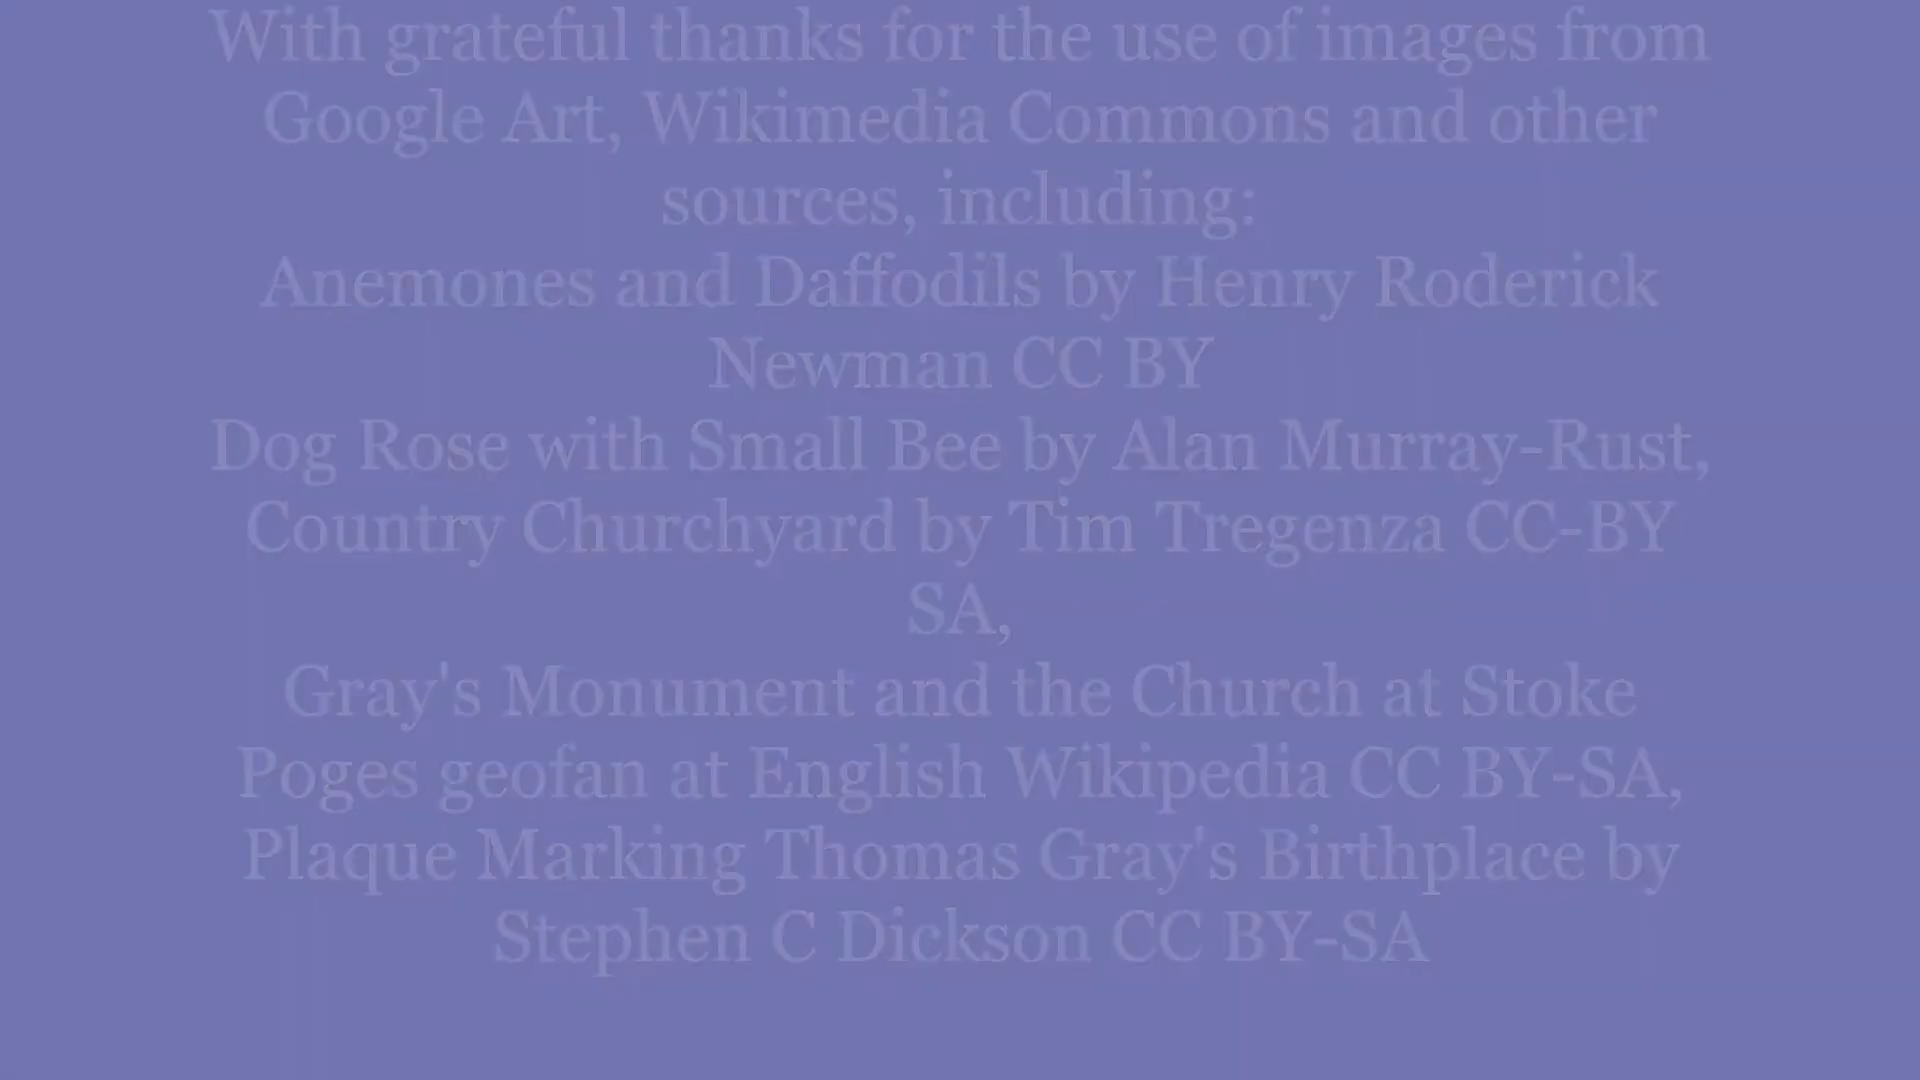 With grateful thanks for the use of images from
Google Art, Wikimedia Commons and other
sources, including:
Anemones and Daffodils by Henry Roderick
Newman CC BY
Dog Rose with Small Bee by Alan Murray-Rust,
Country Churchyard by Tim Tregenza CC-BY
SA,
Gray's Monument and the Church at Stoke
Poges geofan at English Wikipedia CC BY-SA,
Plaque Marking Thomas Gray's Birthplace by
Stephen C Dickson CC BY-SA